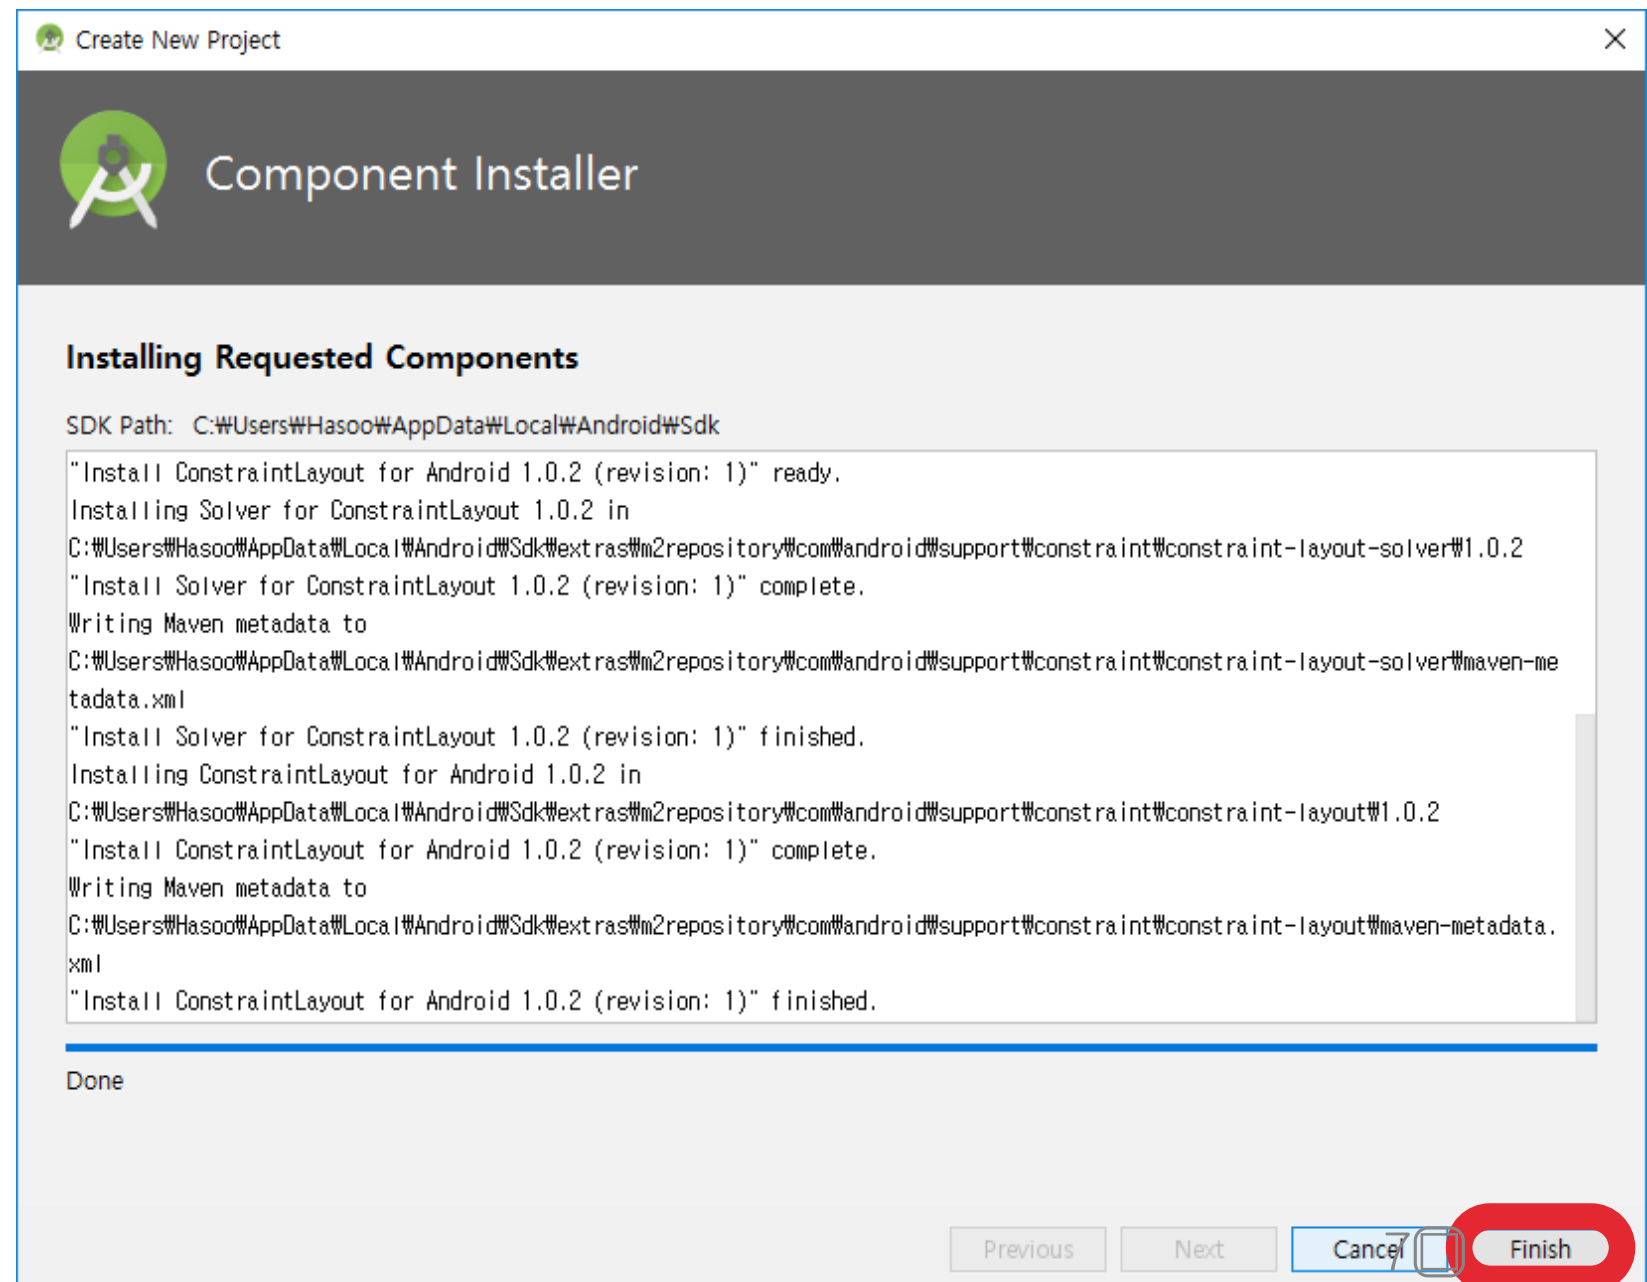 Create New Project
Component Installer
Installing Requested Components
SDK Path: C:₩Users₩Hasoo₩AppData₩Local₩Android₩Sdk
"Install ConstraintLayout for Android 1.0.2 (revision: 1)" ready.
Installing Solver for ConstraintLayout 1.0.2 in
C:₩Users₩Hasoo₩AppData₩Local₩Android₩Sdk₩extras₩m2repository₩com₩android₩support₩constraint₩constraint-layout-solver₩1.0.2
"Install Solver for ConstraintLayout 1.0.2 (revision: 1)" complete.
Writing Maven metadata to
C:₩Users₩Hasoo₩AppData₩Local₩Android₩Sdk₩extras₩m2repository₩com₩android₩support₩constraint₩constraint-layout-solver₩maven-me
tadata.xml
"Install Solver for ConstraintLayout 1.0.2 (revision: 1)" finished.
Installing ConstraintLayout for Android 1.0.2 in
C:₩Users₩Hasoo₩AppData₩Local₩Android₩Sdk₩extras₩m2repository₩com₩android₩support₩constraint₩constraint-layout₩1.0.2
"Install ConstraintLayout for Android 1.0.2 (revision: 1)" complete.
Writing Maven metadata to
C:₩Users₩Hasoo₩AppData₩Local₩Android₩Sdk₩extras₩m2repository₩com₩android₩support₩constraint₩constraint-layout₩maven-metadata.
xml
"Install ConstraintLayout for Android 1.0.2 (revision: 1)" finished.
Done
Previous Next Cancel 7 Finish